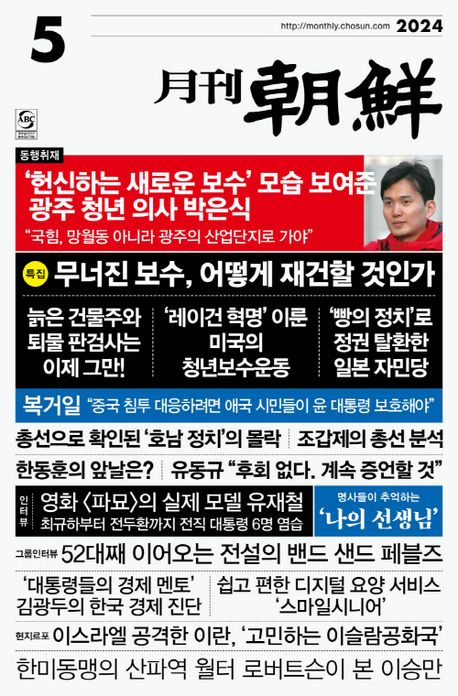 5
http://monthly.chosun.com 2024
月刊 朝鮮
ABC
동행취재
‘헌신하는 새로운 보수’ 모습 보여준
광주 청년 의사 박은식
“국힘, 망월동 아니라 광주의 산업단지로 가야”
특집 무너진 보수, 어떻게 재건할 것인가
늙은 건물주와
퇴물 판검사는
이제 그만!
‘레이건 혁명’ 이룬
미국의
청년보수운동
‘빵의 정치’로
정권 탈환한
일본 자민당
복거일 “중국 침투 대응하려면 애국 시민들이 윤 대통령 보호해야”
총선으로 확인된 ‘호남 정치’의 몰락 조갑제의 총선 분석
한동훈의 앞날은? 유동규 “후회 없다. 계속 증언할 것”
인터뷰
영화 〈파묘〉의 실제 모델 유재철
최규하부터 전두환까지 전직 대통령 6명 염습
명사들이 추억하는
‘나의 선생님’
그룹인터뷰 52대째 이어오는 전설의 밴드 샌드 페블즈
‘대통령들의 경제 멘토’
김광두의 한국 경제 진단
쉽고 편한 디지털 요양 서비스
‘스마일시니어’
현지르포 이스라엘 공격한 이란, ‘고민하는 이슬람공화국’
한미동맹의 산파역 월터 로버트슨이 본 이승만